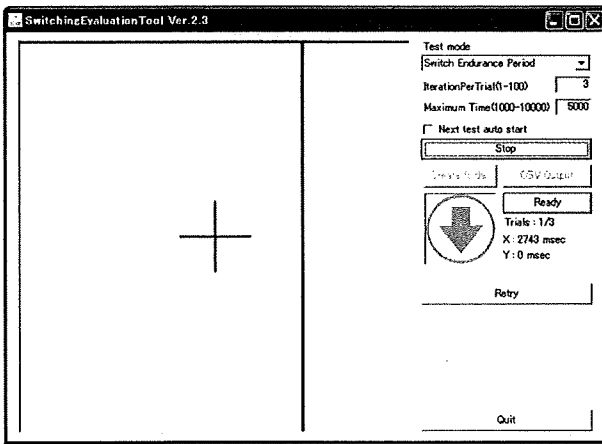 SwitchingEvaluationTool Ver.2.3
Test mode
Switch Endurance Period
IterationPerTrial(1-100) 3
Maximum Time(1000-10000) 5000
Next test auto start
Stop
CSV Output
Ready
Trials : 1/3
X : 2743 msec
Y : 0 msec
Retry
Quit